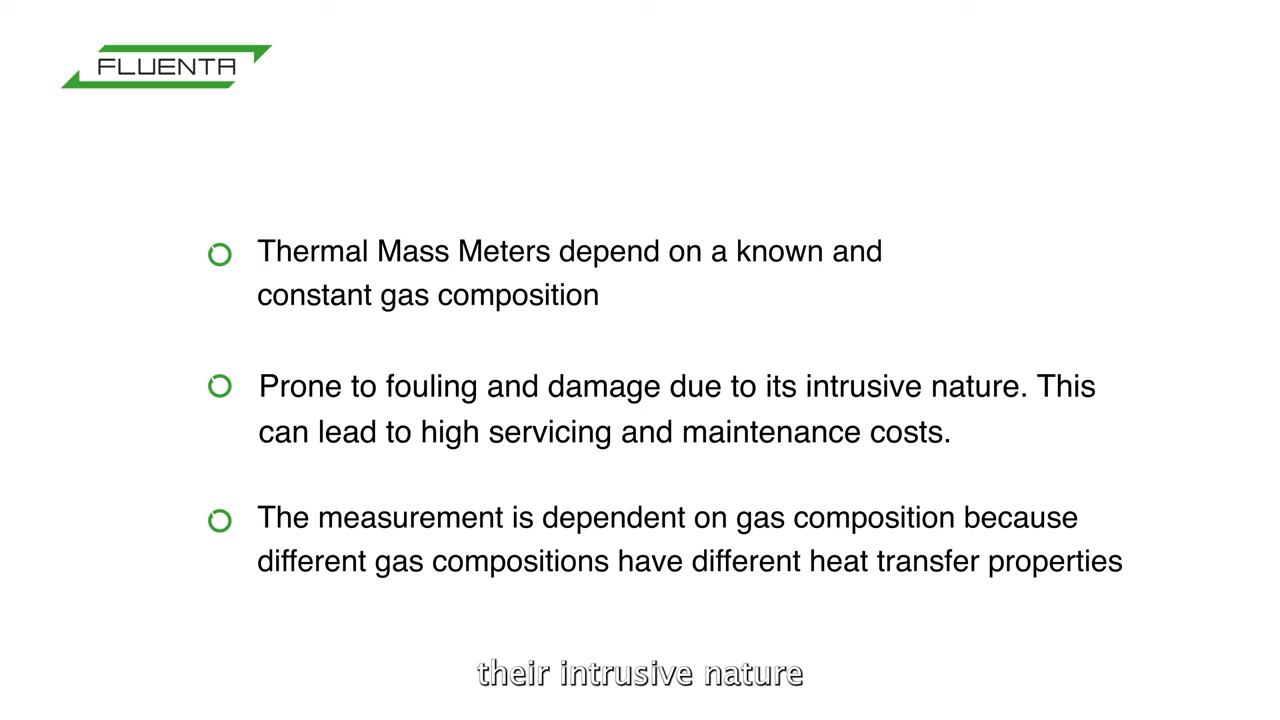 FLUENTA
Thermal Mass Meters depend on a known and
constant gas composition
Prone to fouling and damage due to its intrusive nature. This
can lead to high servicing and maintenance costs.
The measurement is dependent on gas composition because
different gas compositions have different heat transfer properties
their intrusive nature